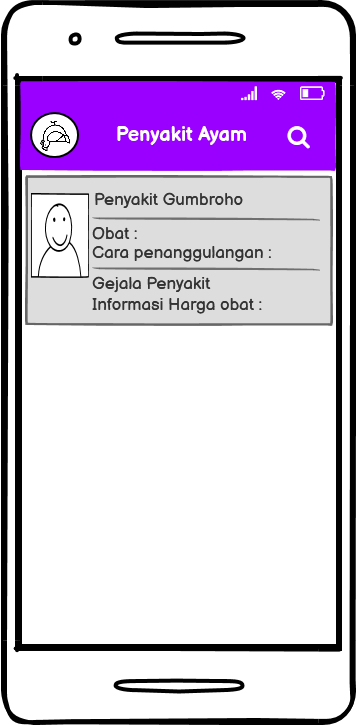 Penyakit Ayam
Penyakit Gumbroho
Obat :
Cara penanggulangan :
Gejala Penyakit
Informasi Harga obat :